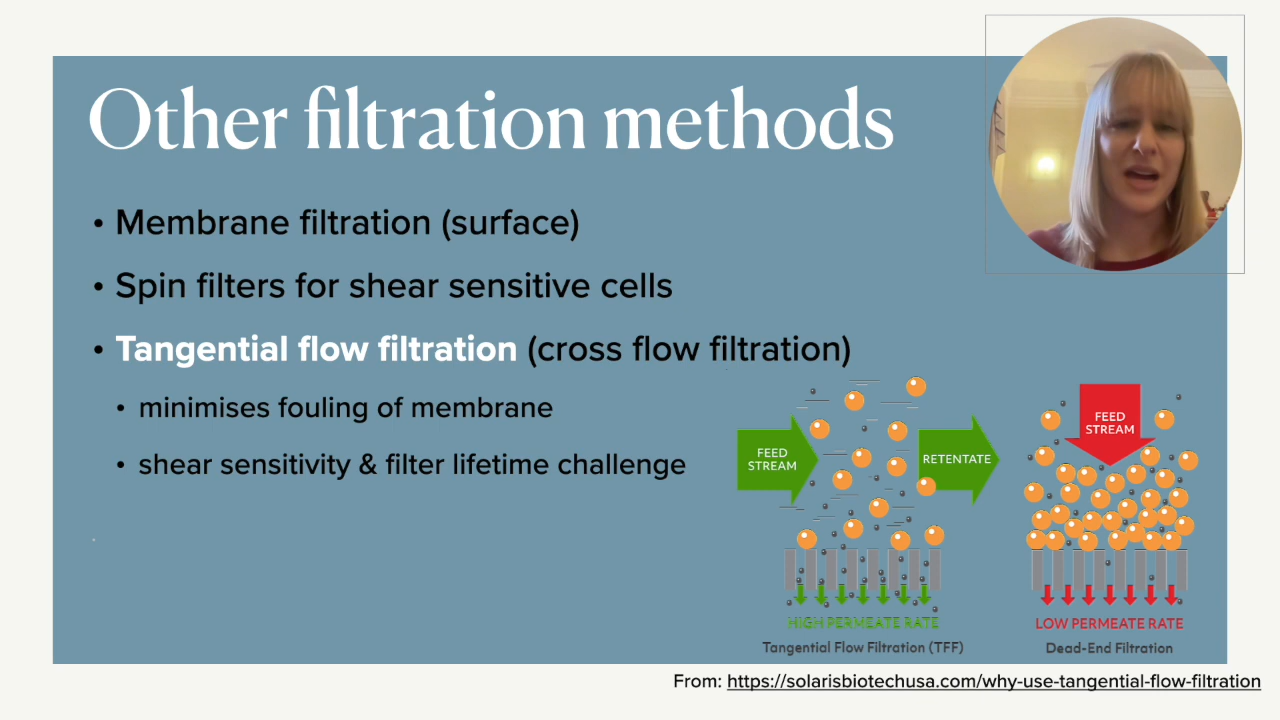 Other filtration methods
• Membrane filtration (surface)
• Spin filters for shear sensitive cells
• Tangential flow filtration (cross flow filtration)
• minimises fouling of membrane
• shear sensitivity & filter lifetime challenge
FEED
STREAM
RETENTATE
HIGH PERMEATE RATE
Tangential Flow Filtration (TFF)
FEED
STREAM
LOW PERMEATE RATE
Dead-End Filtration
From: https://solarisbiotechusa.com/why-use-tangential-flow-filtration